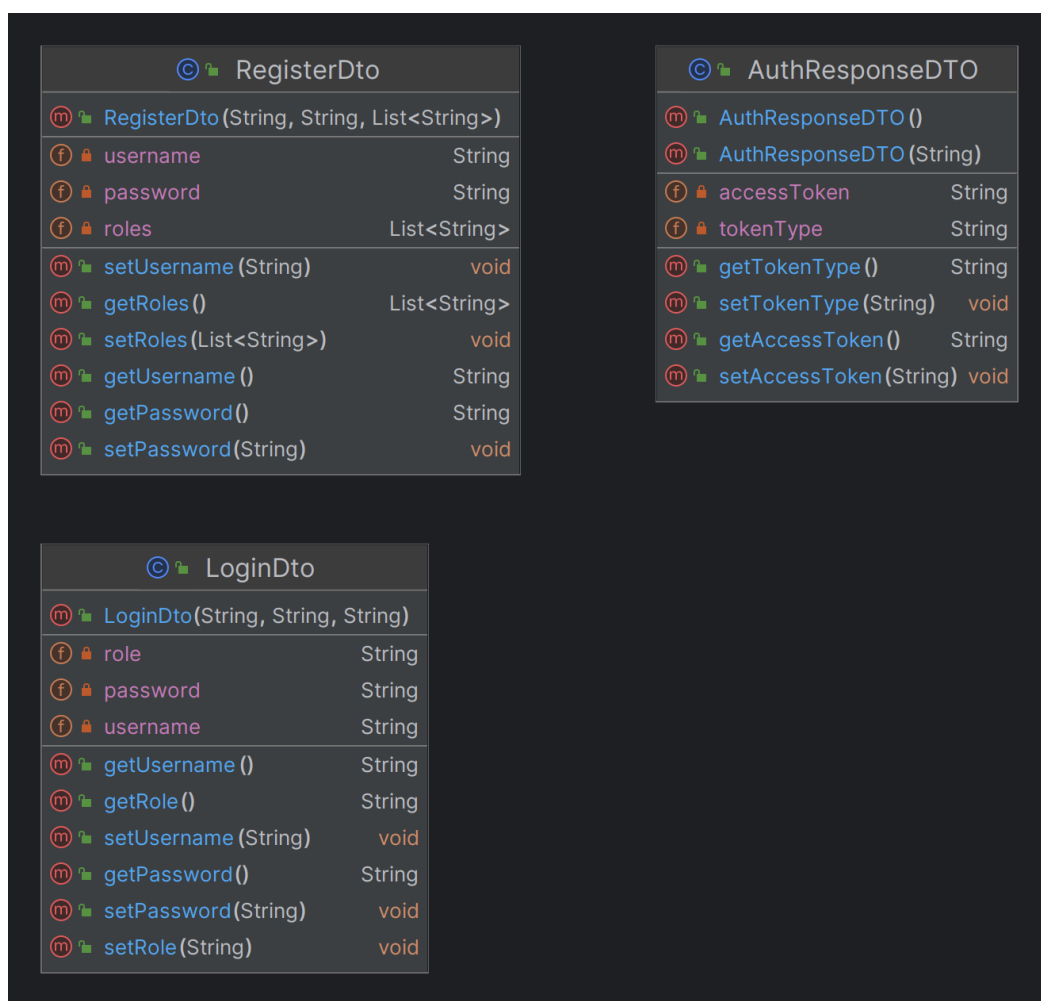 RegisterDto
RegisterDto(String, String, List<String>)
username String
password String
roles List<String>
setUsername(String) void
getRoles() List<String>
setRoles(List<String>) void
getUsername() String
getPassword() String
setPassword(String) void
AuthResponseDTO
AuthResponseDTO()
AuthResponseDTO(String)
accessToken String
tokenType String
getTokenType() String
setTokenType(String) void
getAccessToken() String
setAccessToken(String) void
LoginDto
LoginDto(String, String, String)
role String
password String
username String
getUsername() String
getRole() String
setUsername(String) void
getPassword() String
setPassword(String) void
setRole(String) void